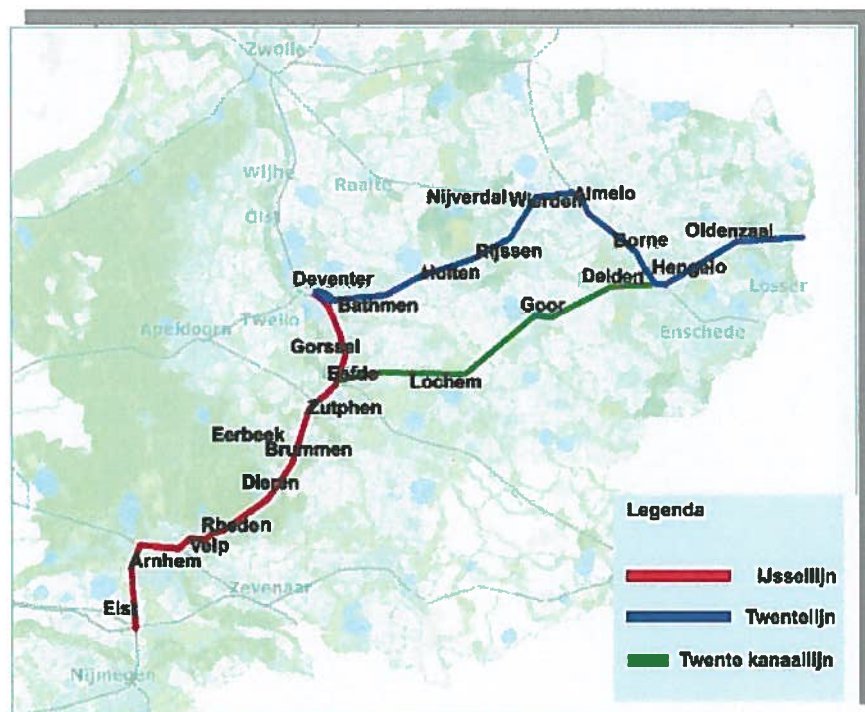 Zwolle
Wijhe
Raalte
Olst
Nijverdal
Wierden
Almelo
Rijssen
Borne
Oldenzaal
Holten
Hengelo
Delden
Losser
Deventer
Bathmen
Goor
Enschede
Apeldoorn
Twello
Gorssel
Eefde
Lochem
Zutphen
Eerbeek
Brummen
Dieren
Rheden
Velp
Arnhem
Zevenaar
Elst
Nijmegen
Legenda
IJssellijn
Twentelijn
Twente kanaallijn